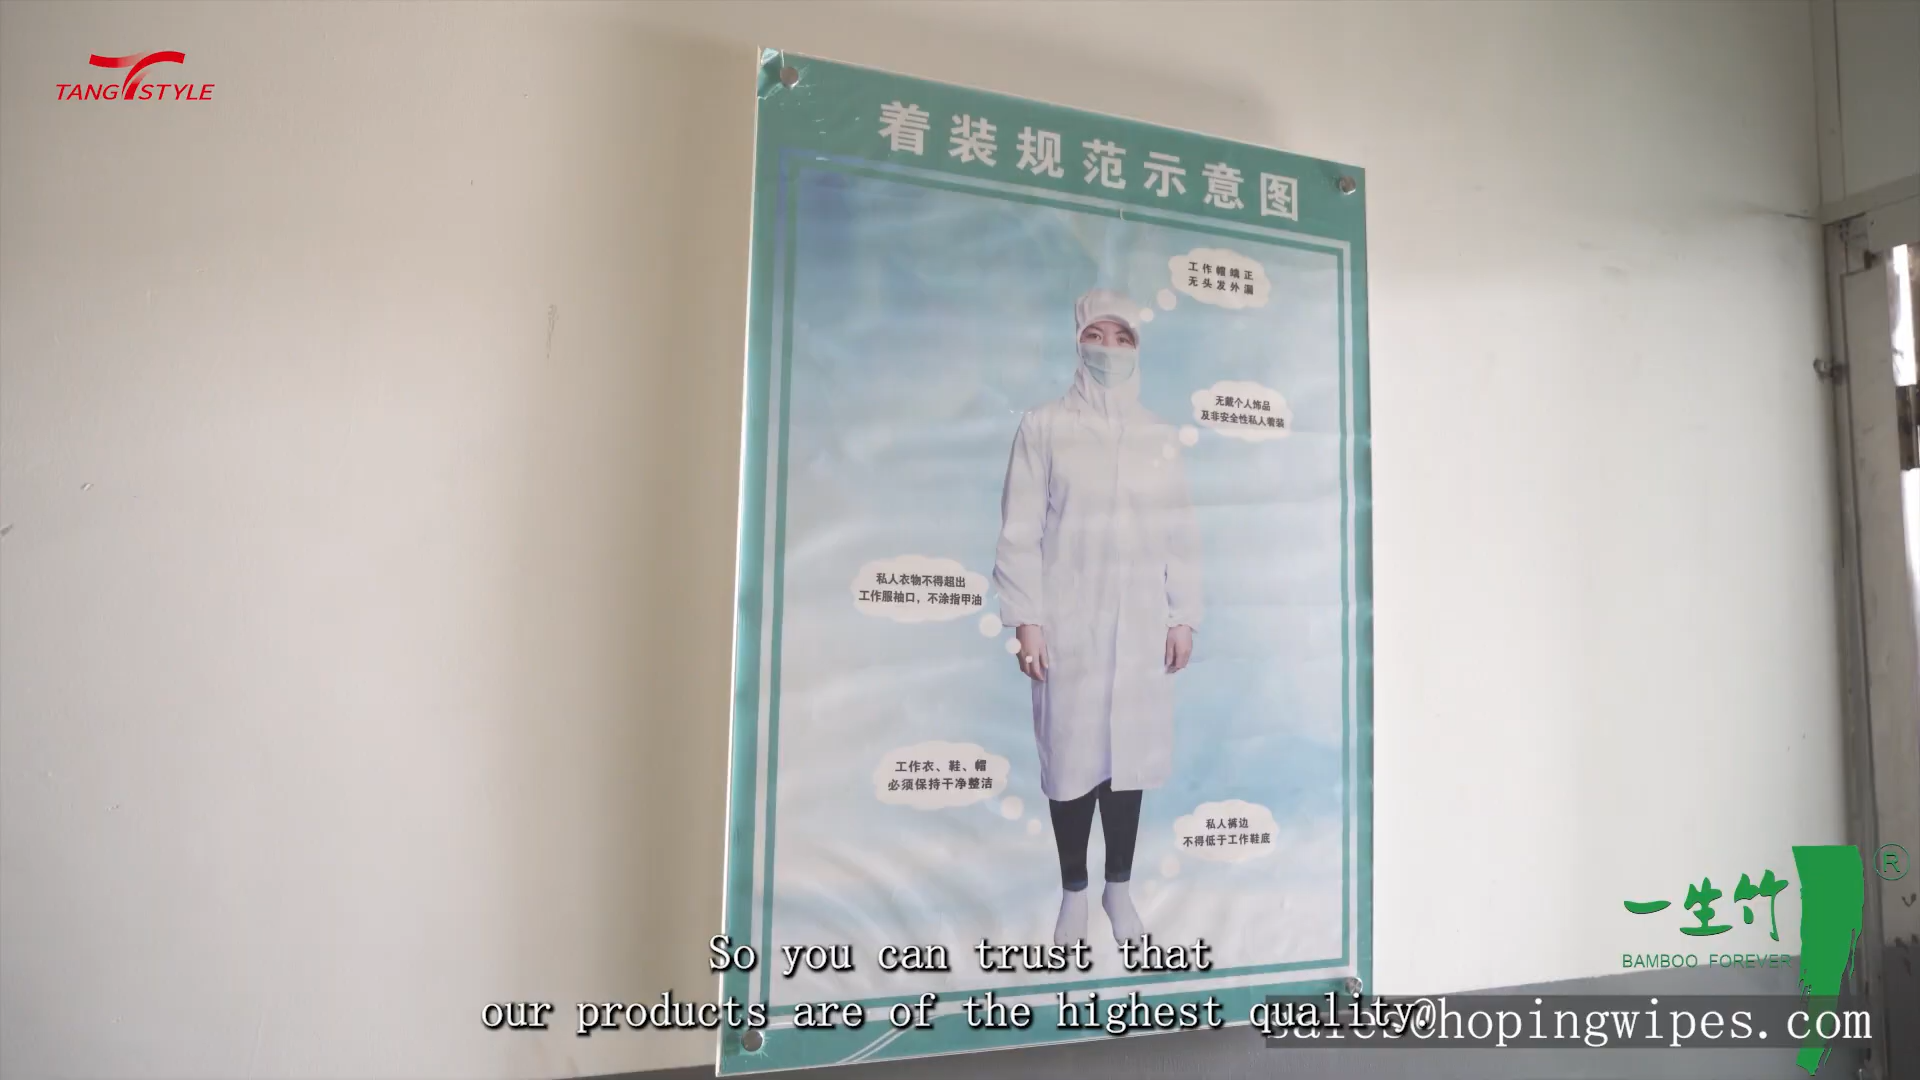 TANG STYLE
着装规范示意图
工作帽端正
无头发外漏
无戴个人饰品
及非安全性私人着装
私人衣物不得超出
工作服袖口，不涂指甲油
工作衣、鞋、帽
必须保持干净整洁
私人裤边
不得低于工作鞋底
一生竹
®
BAMBOO FOREVER
So you can trust that
our products are of the highest quality.
sales@hopingwipes.com